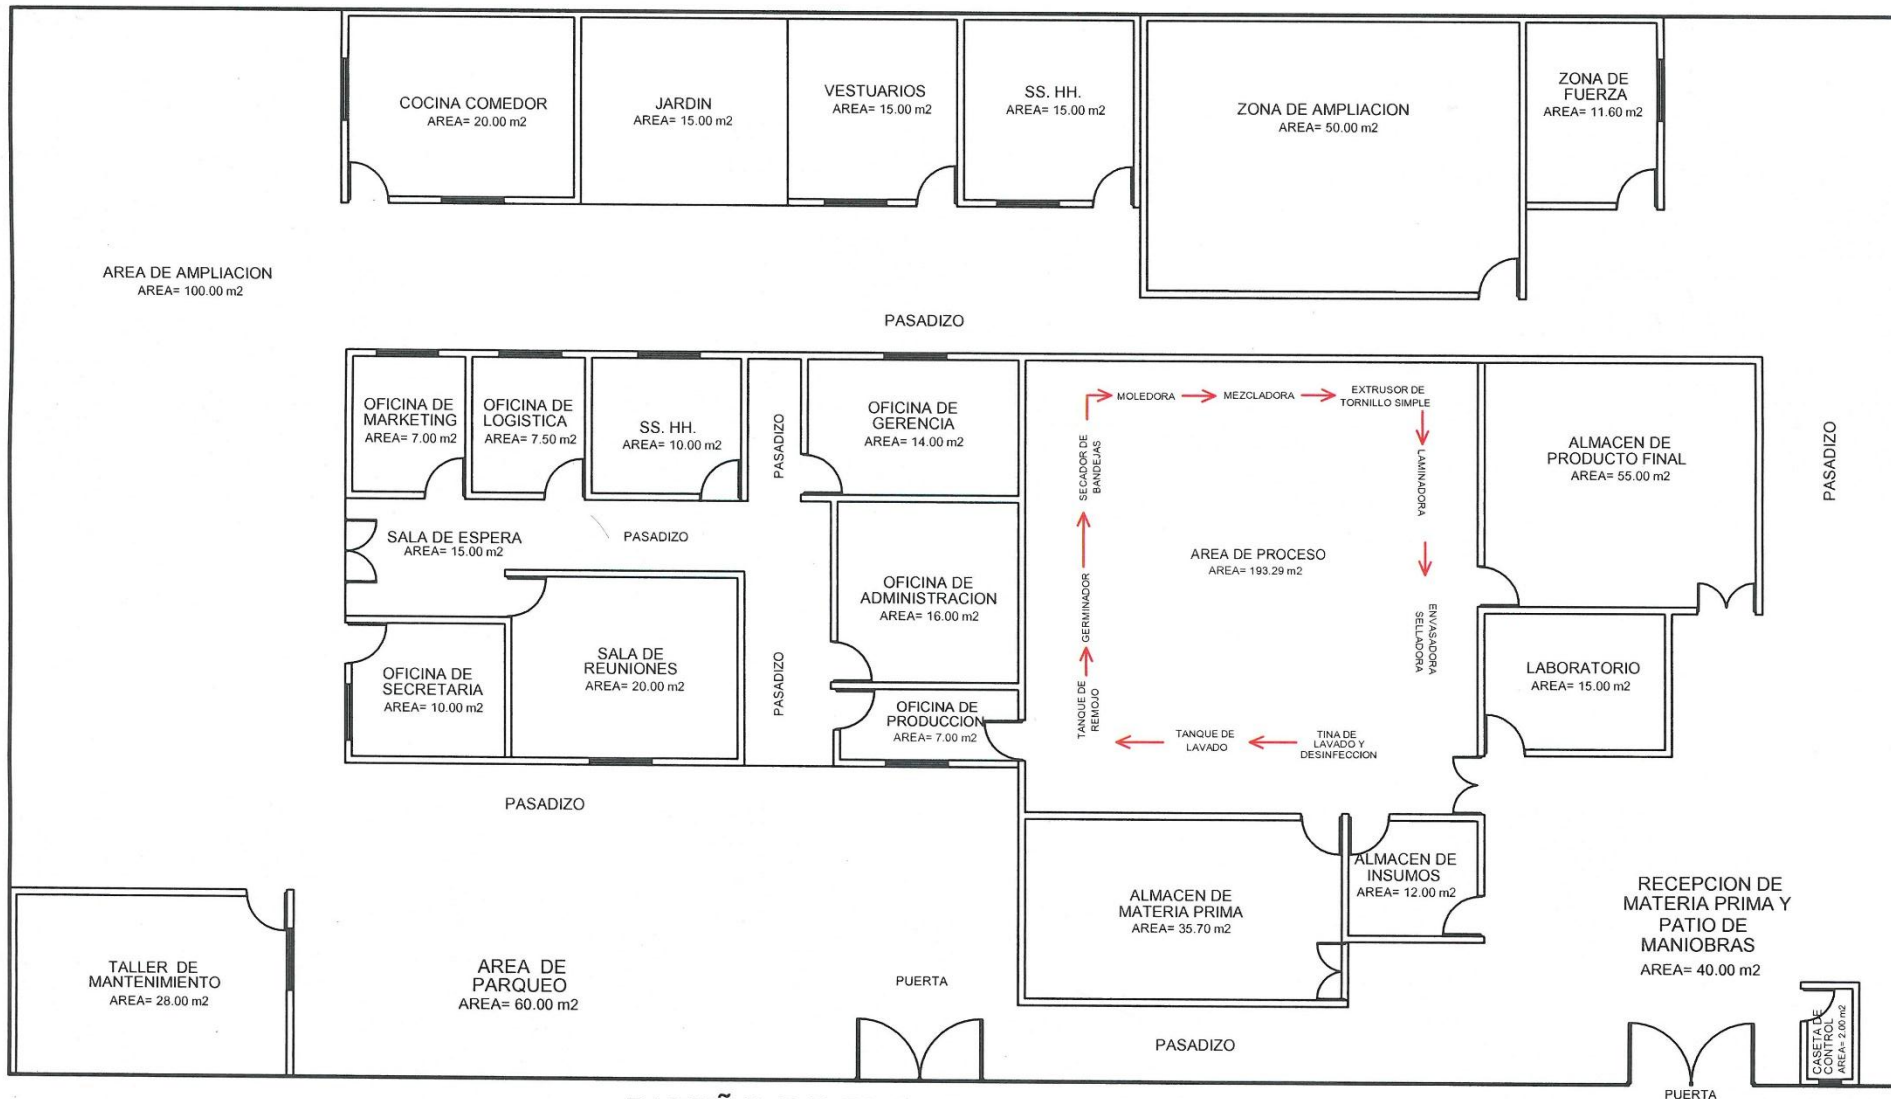 COCINA COMEDOR
AREA= 20.00 m2
JARDIN
AREA= 15.00 m2
VESTUARIOS
AREA= 15.00 m2
SS. HH.
AREA= 15.00 m2
ZONA DE AMPLIACION
AREA= 50.00 m2
ZONA DE
FUERZA
AREA= 11.60 m2
AREA DE AMPLIACION
AREA= 100.00 m2
PASADIZO
OFICINA DE
MARKETING
AREA= 7.00 m2
OFICINA DE
LOGISTICA
AREA= 7.50 m2
SS. HH.
AREA= 10.00 m2
PASADIZO
OFICINA DE
GERENCIA
AREA= 14.00 m2
MOLEDORA
MEZCLADORA
EXTRUSOR DE
TORNILLO SIMPLE
SECADOR DE
BANDEJAS
LAMINADORA
ALMACEN DE
PRODUCTO FINAL
AREA= 55.00 m2
PASADIZO
SALA DE ESPERA
AREA= 15.00 m2
PASADIZO
OFICINA DE
ADMINISTRACION
AREA= 16.00 m2
AREA DE PROCESO
AREA= 193.29 m2
GERMINADOR
ENVASADORA
SELLADORA
OFICINA DE
SECRETARIA
AREA= 10.00 m2
SALA DE
REUNIONES
AREA= 20.00 m2
PASADIZO
OFICINA DE
PRODUCCION
AREA= 7.00 m2
TANQUE DE
REMOJO
TANQUE DE
LAVADO
TINA DE
LAVADO Y
DESINFECCION
LABORATORIO
AREA= 15.00 m2
PASADIZO
ALMACEN DE
MATERIA PRIMA
AREA= 35.70 m2
ALMACEN DE
INSUMOS
AREA= 12.00 m2
RECEPCION DE
MATERIA PRIMA Y
PATIO DE
MANIOBRAS
AREA= 40.00 m2
TALLER DE
MANTENIMIENTO
AREA= 28.00 m2
AREA DE
PARQUEO
AREA= 60.00 m2
PUERTA
PASADIZO
CASETA DE
CONTROL
AREA= 2.00 m2
PUERTA